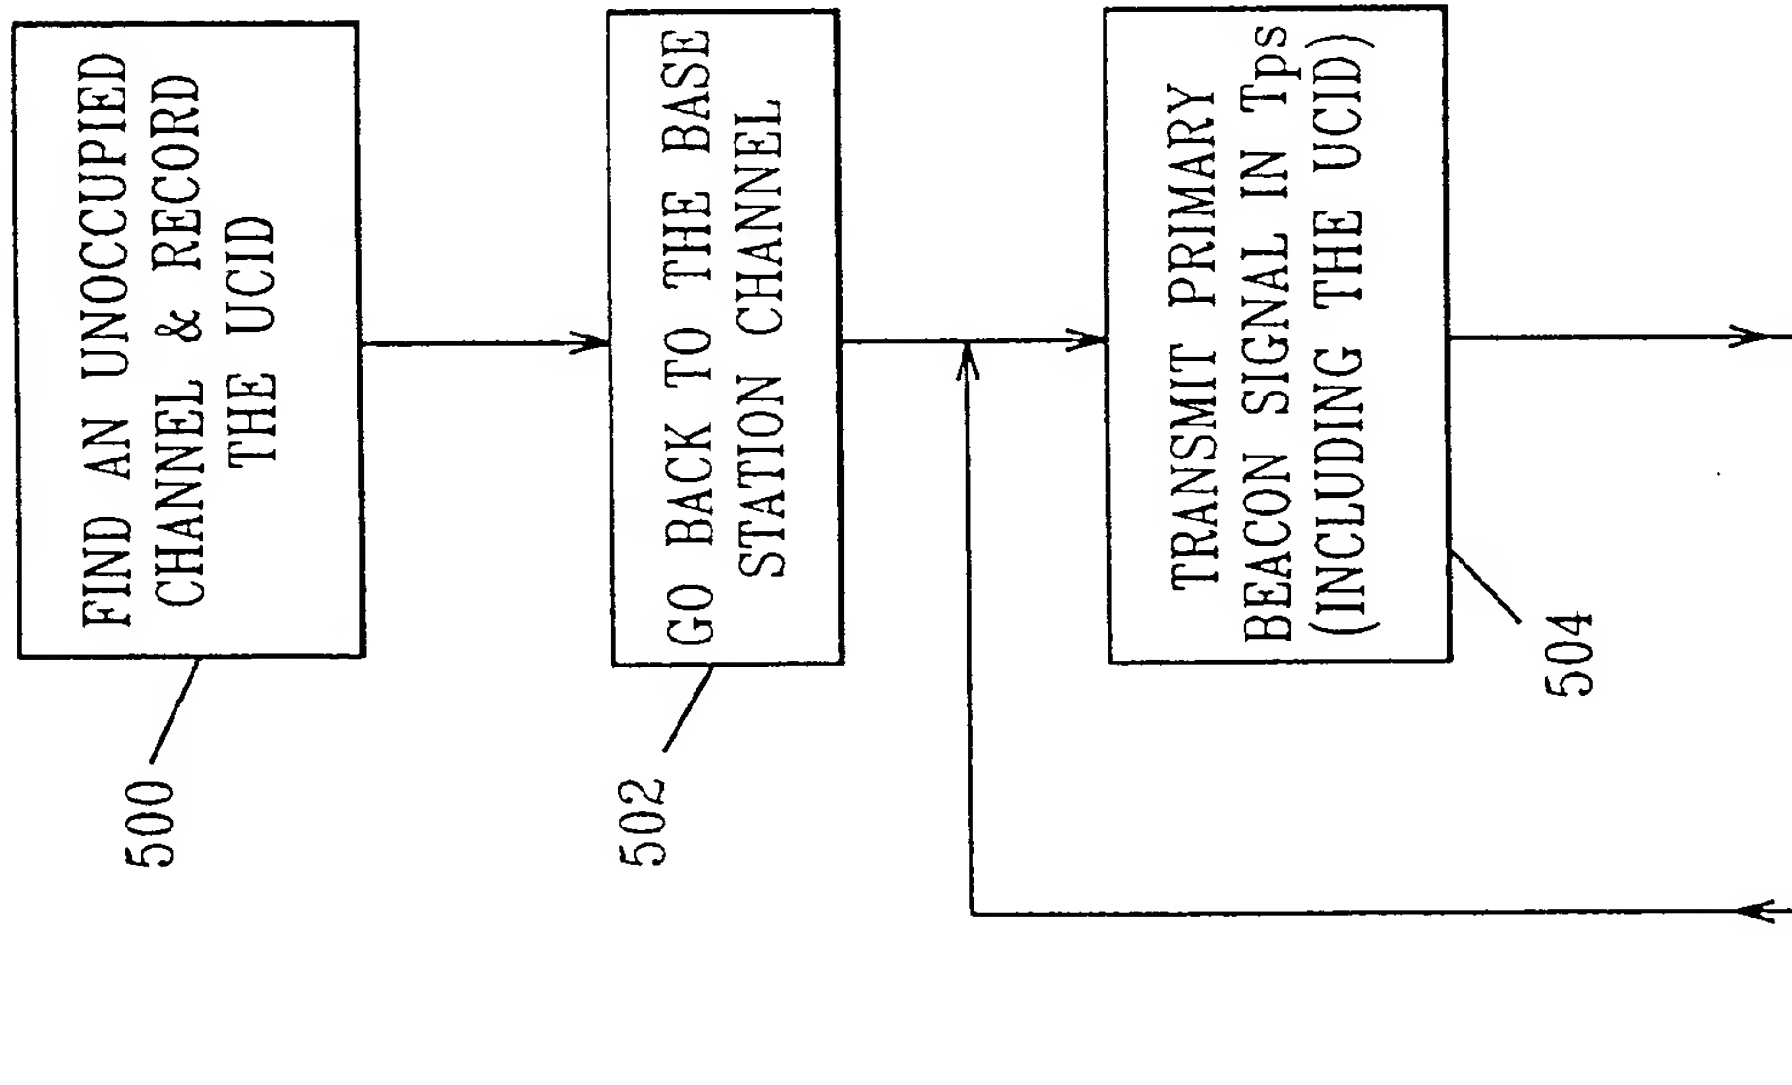 FIND AN UNOCCUPIED
CHANNEL & RECORD
THE UCID
500
GO BACK TO THE BASE
STATION CHANNEL
502
TRANSMIT PRIMARY
BEACON SIGNAL IN Tps
(INCLUDING THE UCID)
504